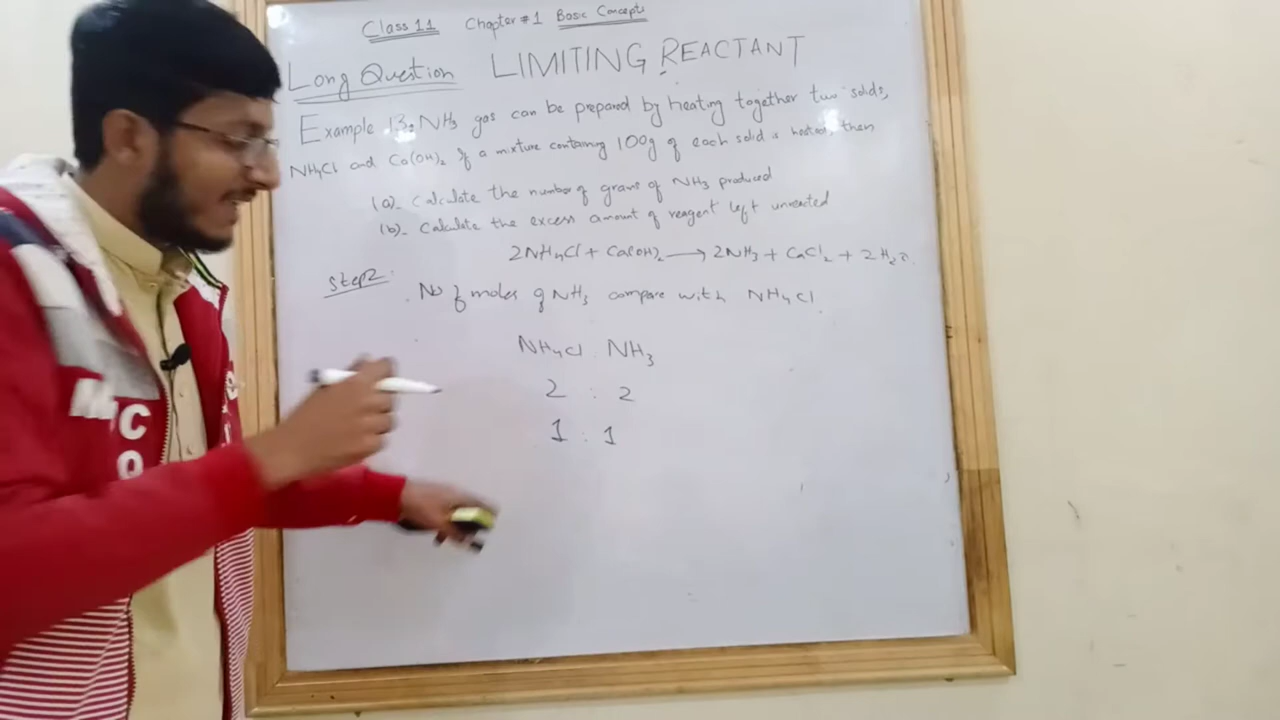 Class 11 Chapter #1 Basic Concepts
Long Question LIMITING REACTANT
Example 13: NH3 gas can be prepared by heating together two solids,
NH4Cl and Ca(OH)2 If a mixture containing 100g of each solid is heated, then
(a)- Calculate the number of grams of NH3 produced
(b)- Calculate the excess amount of reagent left unreacted
2NH4Cl + Ca(OH)2 → 2NH3 + CaCl2 + 2H2O
step2:
No of moles of NH3 compare with NH4Cl
NH4Cl : NH3
2 : 2
1 : 1